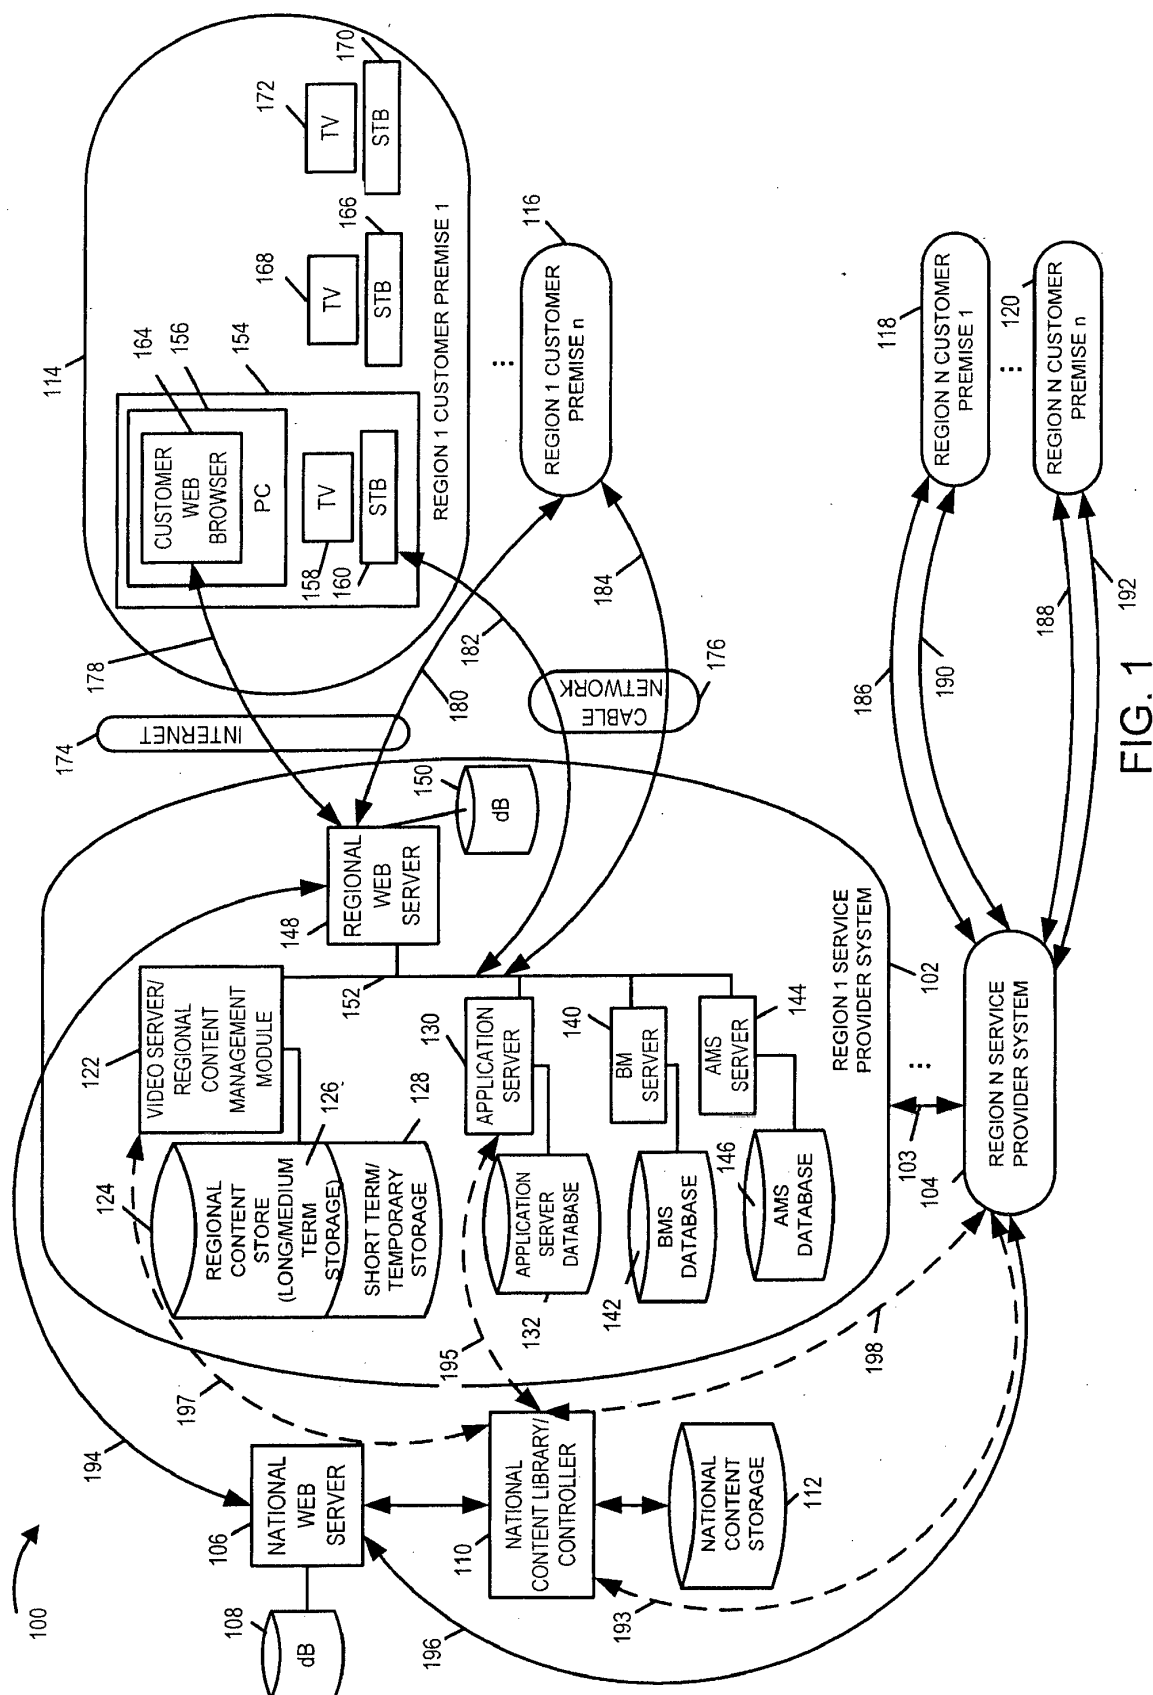 100
194
197
106
NATIONAL
WEB
SERVER
108
dB
196
110
NATIONAL
CONTENT LIBRARY/
CONTROLLER
193
NATIONAL
CONTENT
STORAGE
112
195
198
124
REGIONAL
CONTENT
STORE
(LONG/MEDIUM
TERM
STORAGE)
126
SHORT TERM/
TEMPORARY
STORAGE
128
122
VIDEO SERVER/
REGIONAL
CONTENT
MANAGEMENT
MODULE
130
APPLICATION
SERVER
APPLICATION
SERVER
DATABASE
132
140
BM
SERVER
142
BMS
DATABASE
144
AMS
SERVER
146
AMS
DATABASE
148
REGIONAL
WEB
SERVER
150
dB
152
REGION 1 SERVICE
PROVIDER SYSTEM
102
...
103
104
REGION N SERVICE
PROVIDER SYSTEM
174
INTERNET
CABLE
NETWORK
176
178
180
182
184
186
190
188
192
114
164
156
154
CUSTOMER
WEB
BROWSER
PC
158
TV
160
STB
168
TV
166
STB
172
TV
170
STB
REGION 1 CUSTOMER PREMISE 1
...
116
REGION 1 CUSTOMER
PREMISE n
118
REGION N CUSTOMER
PREMISE 1
...
120
REGION N CUSTOMER
PREMISE n
FIG. 1